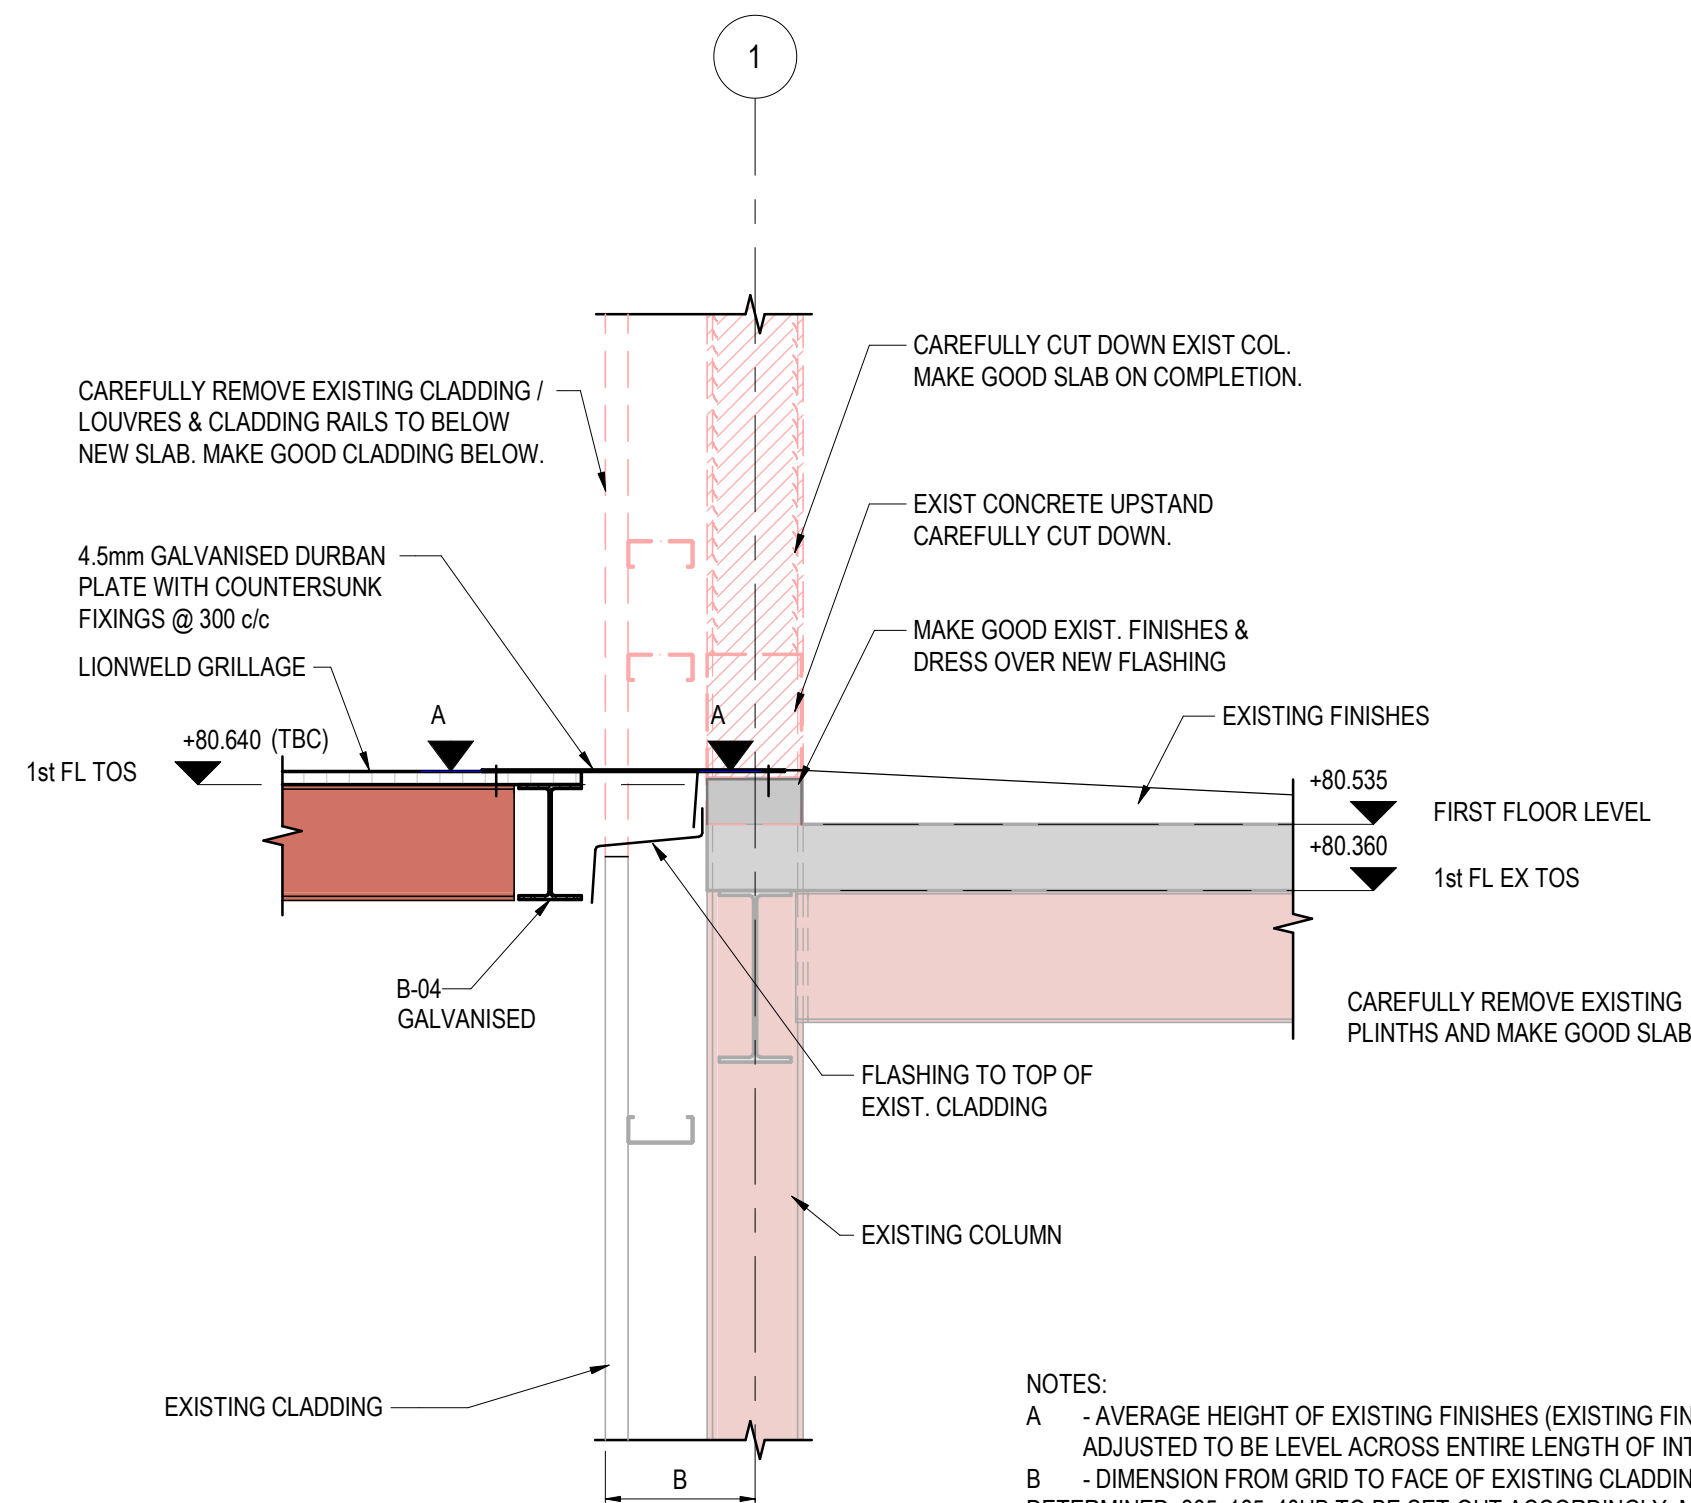 1
CAREFULLY CUT DOWN EXIST COL.
MAKE GOOD SLAB ON COMPLETION.
CAREFULLY REMOVE EXISTING CLADDING /
LOUVRES & CLADDING RAILS TO BELOW
NEW SLAB. MAKE GOOD CLADDING BELOW.
EXIST CONCRETE UPSTAND
CAREFULLY CUT DOWN.
4.5mm GALVANISED DURBAN
PLATE WITH COUNTERSUNK
FIXINGS @ 300 c/c
MAKE GOOD EXIST. FINISHES &
DRESS OVER NEW FLASHING
LIONWELD GRILLAGE
A
A
EXISTING FINISHES
+80.640 (TBC)
1st FL TOS
+80.535
FIRST FLOOR LEVEL
+80.360
1st FL EX TOS
B-04
GALVANISED
CAREFULLY REMOVE EXISTING
PLINTHS AND MAKE GOOD SLAB
FLASHING TO TOP OF
EXIST. CLADDING
EXISTING COLUMN
EXISTING CLADDING
B
NOTES:
A - AVERAGE HEIGHT OF EXISTING FINISHES (EXISTING FIN
ADJUSTED TO BE LEVEL ACROSS ENTIRE LENGTH OF INT
B - DIMENSION FROM GRID TO FACE OF EXISTING CLADDIN